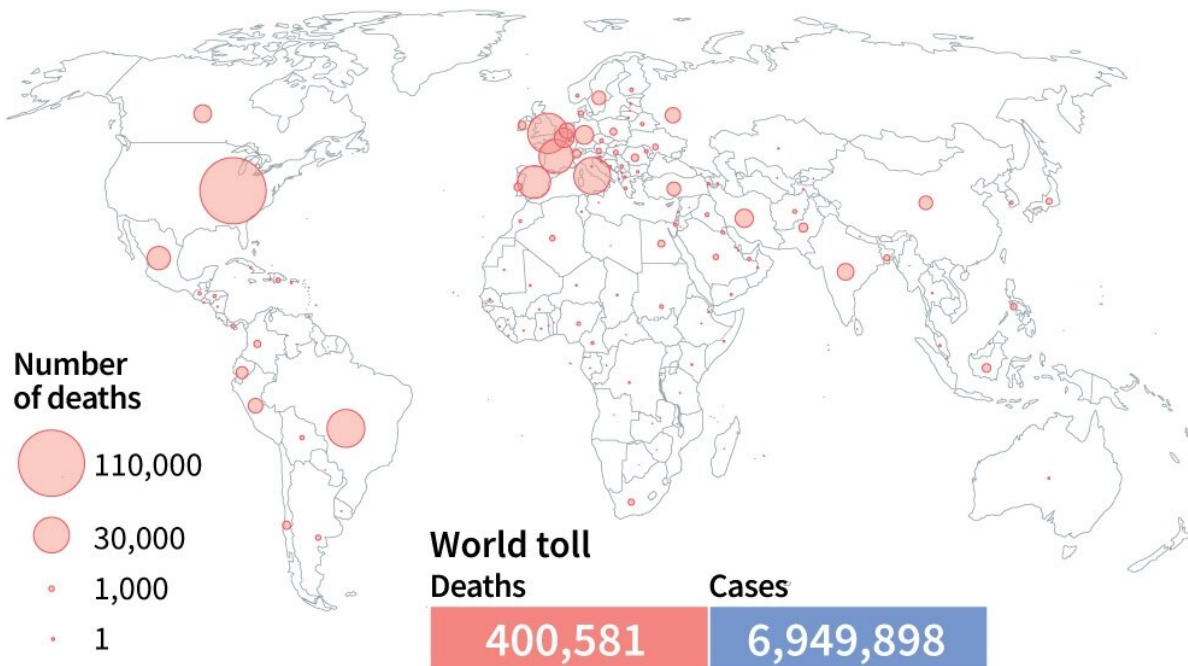 Number
of deaths
110,000
30,000
1,000
1
World toll
Deaths
Cases
400,581
6,949,898